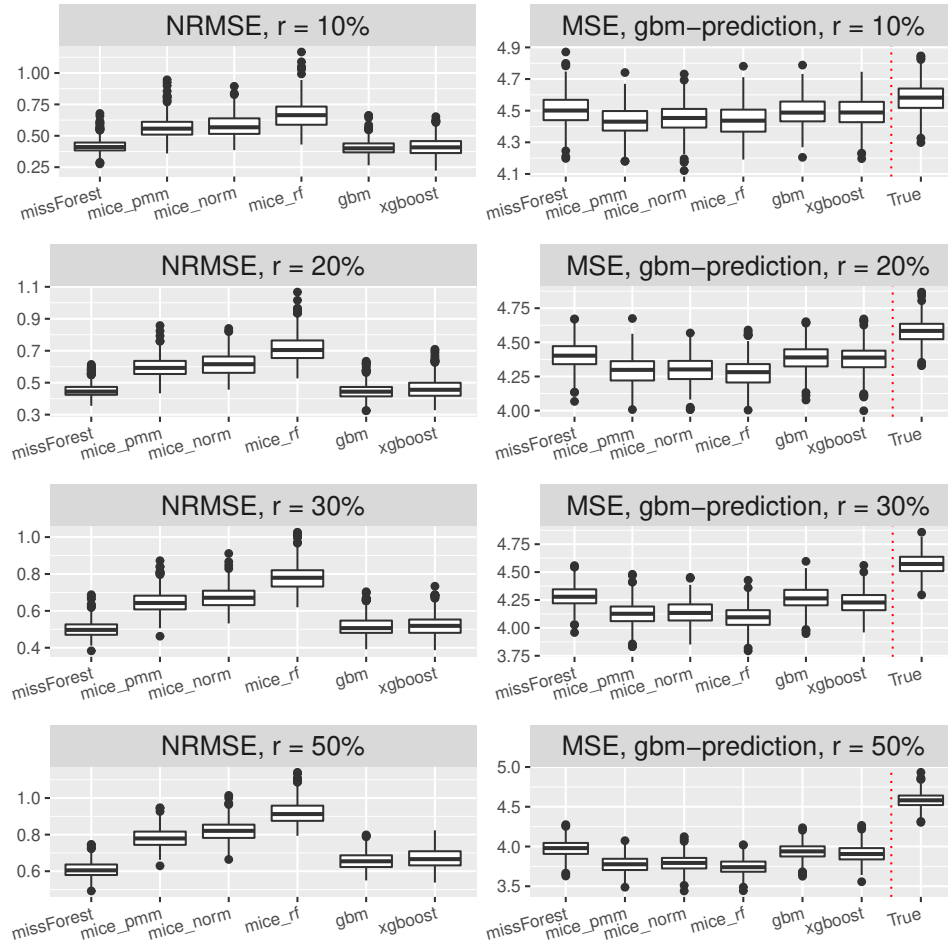 NRMSE, r = 10%
1.00
0.75
0.50
0.25
missForest
mice_pmm
mice_norm
mice_rf
gbm
xgboost
MSE, gbm−prediction, r = 10%
4.9
4.7
4.5
4.3
4.1
missForest
mice_pmm
mice_norm
mice_rf
gbm
xgboost
True
NRMSE, r = 20%
1.1
0.9
0.7
0.5
0.3
missForest
mice_pmm
mice_norm
mice_rf
gbm
xgboost
MSE, gbm−prediction, r = 20%
4.75
4.50
4.25
4.00
missForest
mice_pmm
mice_norm
mice_rf
gbm
xgboost
True
NRMSE, r = 30%
1.0
0.8
0.6
0.4
missForest
mice_pmm
mice_norm
mice_rf
gbm
xgboost
MSE, gbm−prediction, r = 30%
4.75
4.50
4.25
4.00
3.75
missForest
mice_pmm
mice_norm
mice_rf
gbm
xgboost
True
NRMSE, r = 50%
1.0
0.8
0.6
missForest
mice_pmm
mice_norm
mice_rf
gbm
xgboost
MSE, gbm−prediction, r = 50%
5.0
4.5
4.0
3.5
missForest
mice_pmm
mice_norm
mice_rf
gbm
xgboost
True